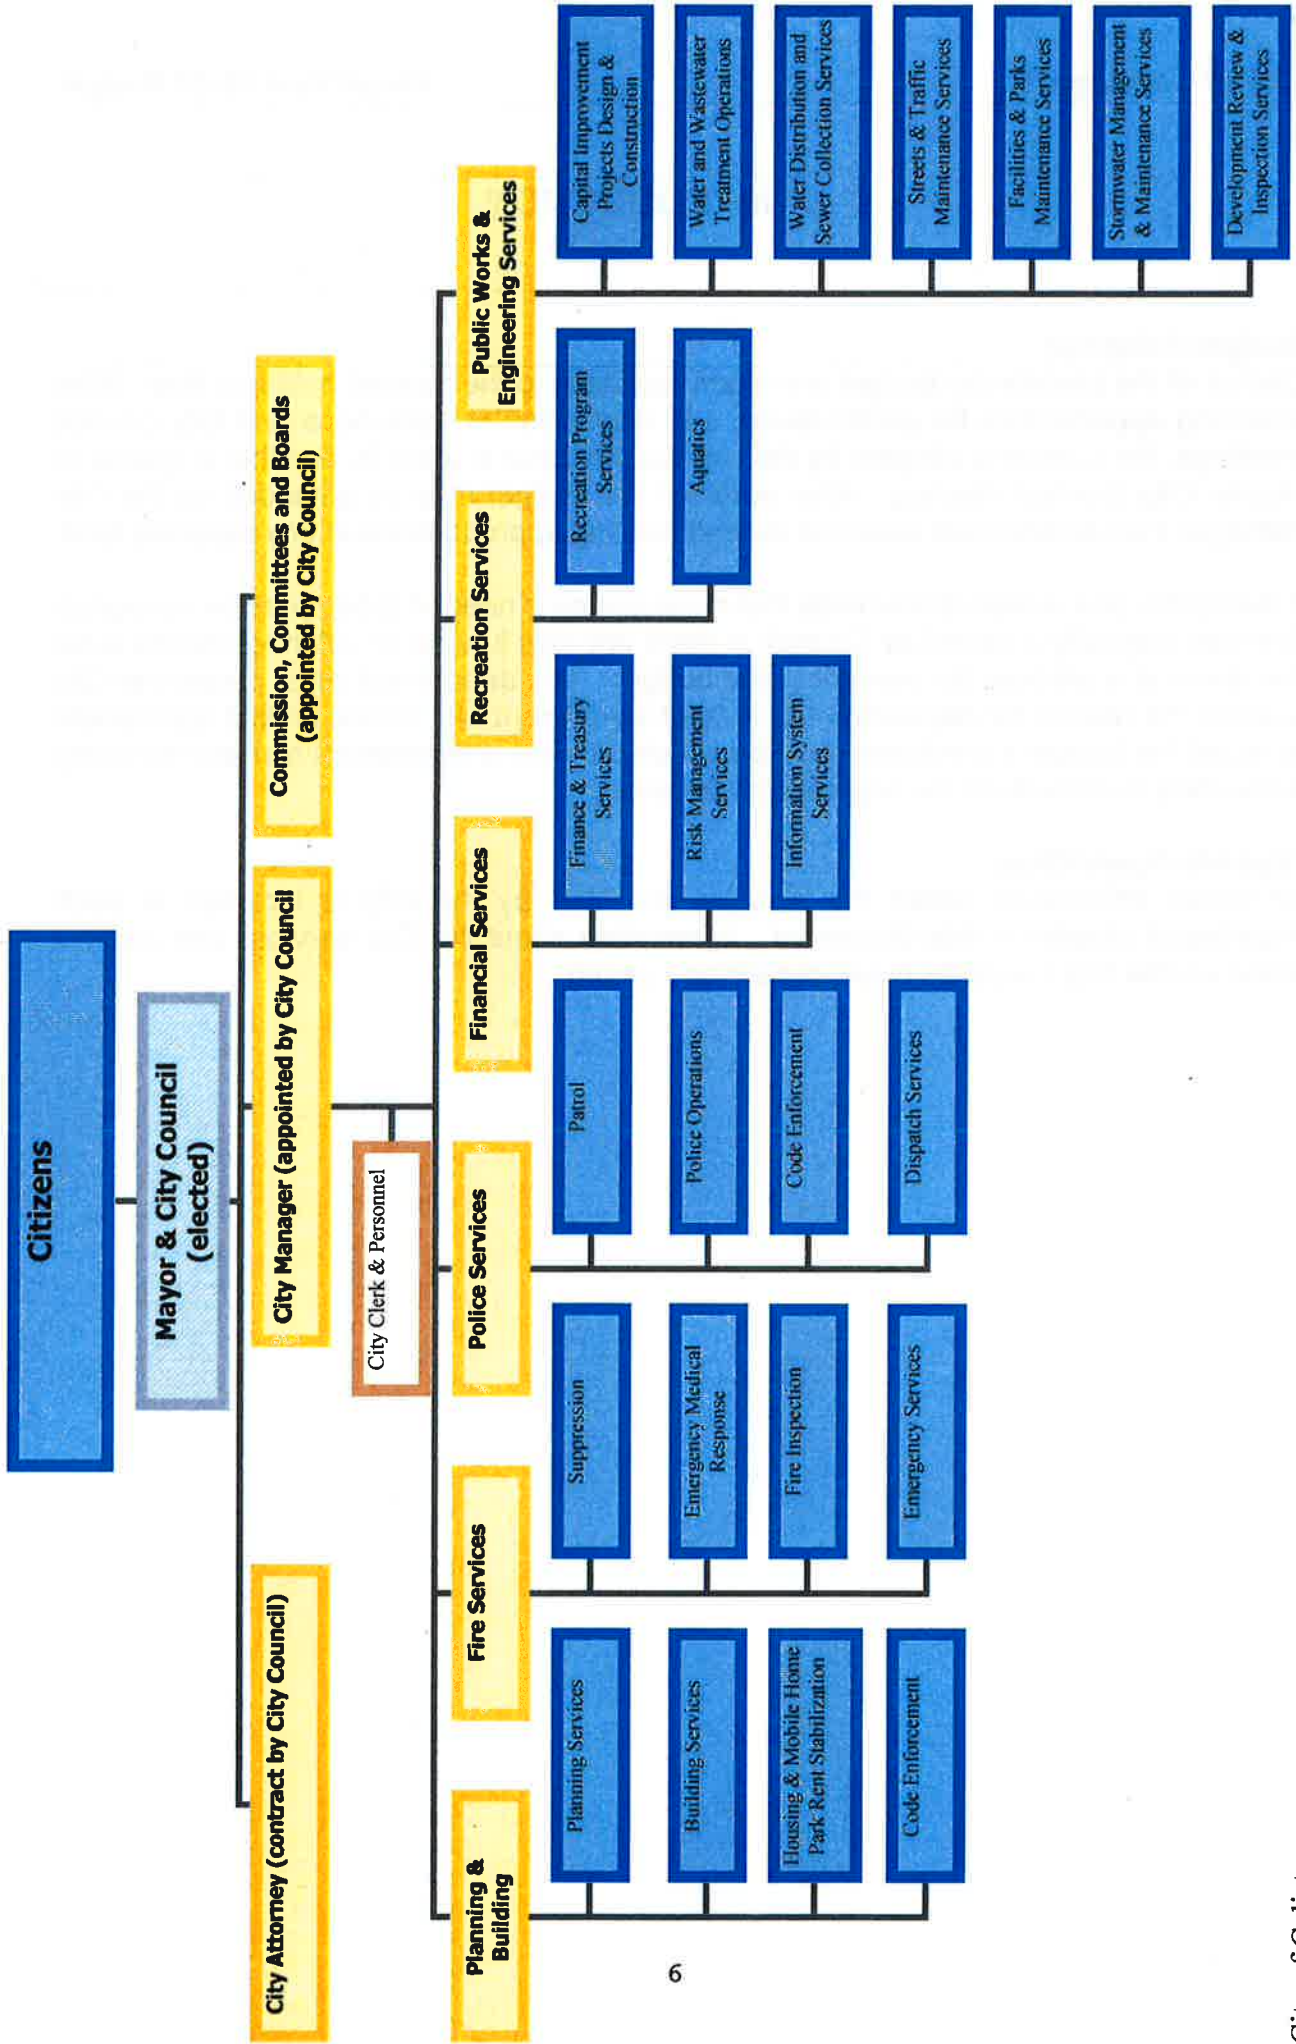 Citizens
Mayor & City Council
(elected)
City Attorney (contract by City Council)
City Manager (appointed by City Council
Commission, Committees and Boards
(appointed by City Council)
City Clerk & Personnel
Planning &
Building
Planning Services
Building Services
Housing & Mobile Home
Park Rent Stabilization
Code Enforcement
Fire Services
Suppression
Emergency Medical
Response
Fire Inspection
Emergency Services
Police Services
Patrol
Police Operations
Code Enforcement
Dispatch Services
Financial Services
Finance & Treasury
Services
Risk Management
Services
Information System
Services
Recreation Services
Recreation Program
Services
Aquatics
Public Works &
Engineering Services
Capital Improvement
Projects Design &
Construction
Water and Wastewater
Treatment Operations
Water Distribution and
Sewer Collection Services
Streets & Traffic
Maintenance Services
Facilities & Parks
Maintenance Services
Stormwater Management
& Maintenance Services
Development Review &
Inspection Services
6
City of